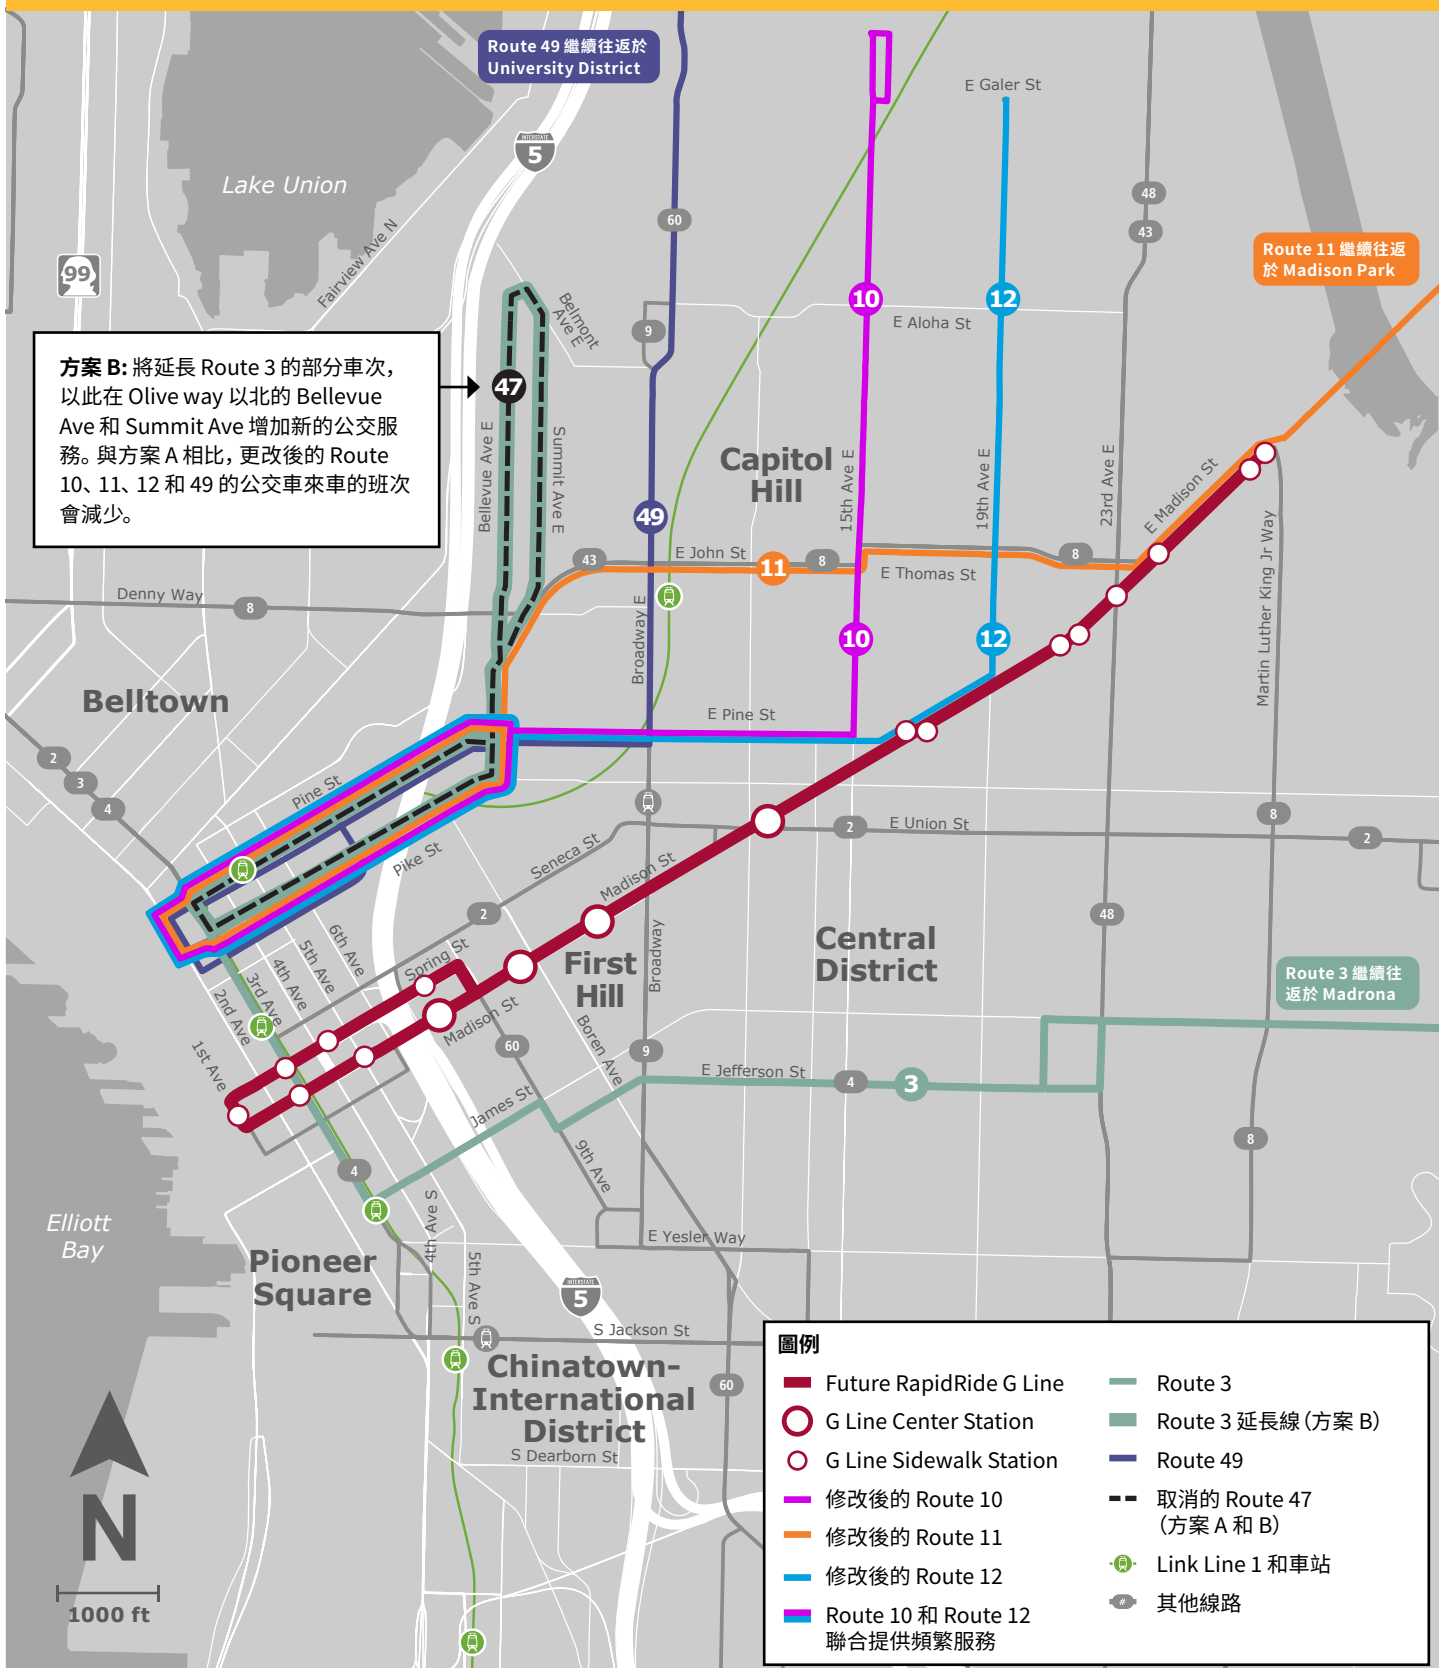 Route 49 繼續往返於
University District
E Galer St
INTERSTATE
5
Lake Union
60
48
43
Fairview Ave N
99
Route 11 繼續往返
於 Madison Park
10
12
Belmont
Ave E
9
E Aloha St
方案 B: 將延長 Route 3 的部分車次，
以此在 Olive way 以北的 Bellevue
Ave 和 Summit Ave 增加新的公交服
務。與方案 A 相比，更改後的 Route
10、11、12 和 49 的公交車來車的班次
會減少。
47
Bellevue Ave E
Summit Ave E
Capitol
Hill
15th Ave E
19th Ave E
23rd Ave E
E Madison St
49
43
E John St
11
8
8
E Thomas St
Martin Luther King Jr Way
Denny Way
8
Broadway E
10
12
Belltown
E Pine St
2
3
4
Pine St
8
E Union St
2
2
Pike St
Seneca St
Madison St
2
48
6th Ave
5th Ave
4th Ave
3rd Ave
2nd Ave
1st Ave
Spring St
First
Hill
Broadway
Central
District
Route 3 繼續往
返於 Madrona
Madison St
60
Boren Ave
9
E Jefferson St
4
3
James St
9th Ave
8
4
Elliott
Bay
4th Ave S
E Yesler Way
Pioneer
Square
5th Ave S
INTERSTATE
5
S Jackson St
Chinatown-
International
District
60
S Dearborn St
N
1000 ft
圖例
Future RapidRide G Line
G Line Center Station
G Line Sidewalk Station
修改後的 Route 10
修改後的 Route 11
修改後的 Route 12
Route 10 和 Route 12
聯合提供頻繁服務
Route 3
Route 3 延長線（方案 B）
Route 49
取消的 Route 47
（方案 A 和 B）
Link Line 1 和車站
#
其他線路